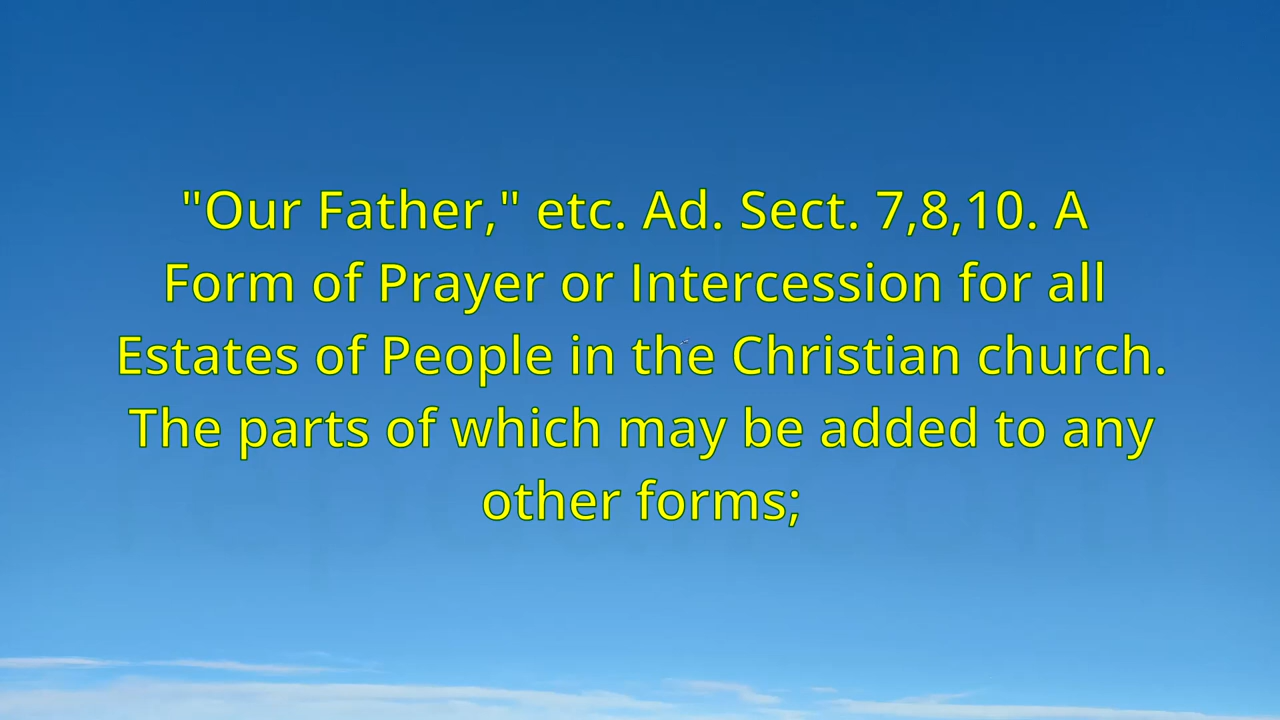 "Our Father," etc. Ad. Sect. 7,8,10. A
Form of Prayer or Intercession for all
Estates of People in the Christian church.
The parts of which may be added to any
other forms;